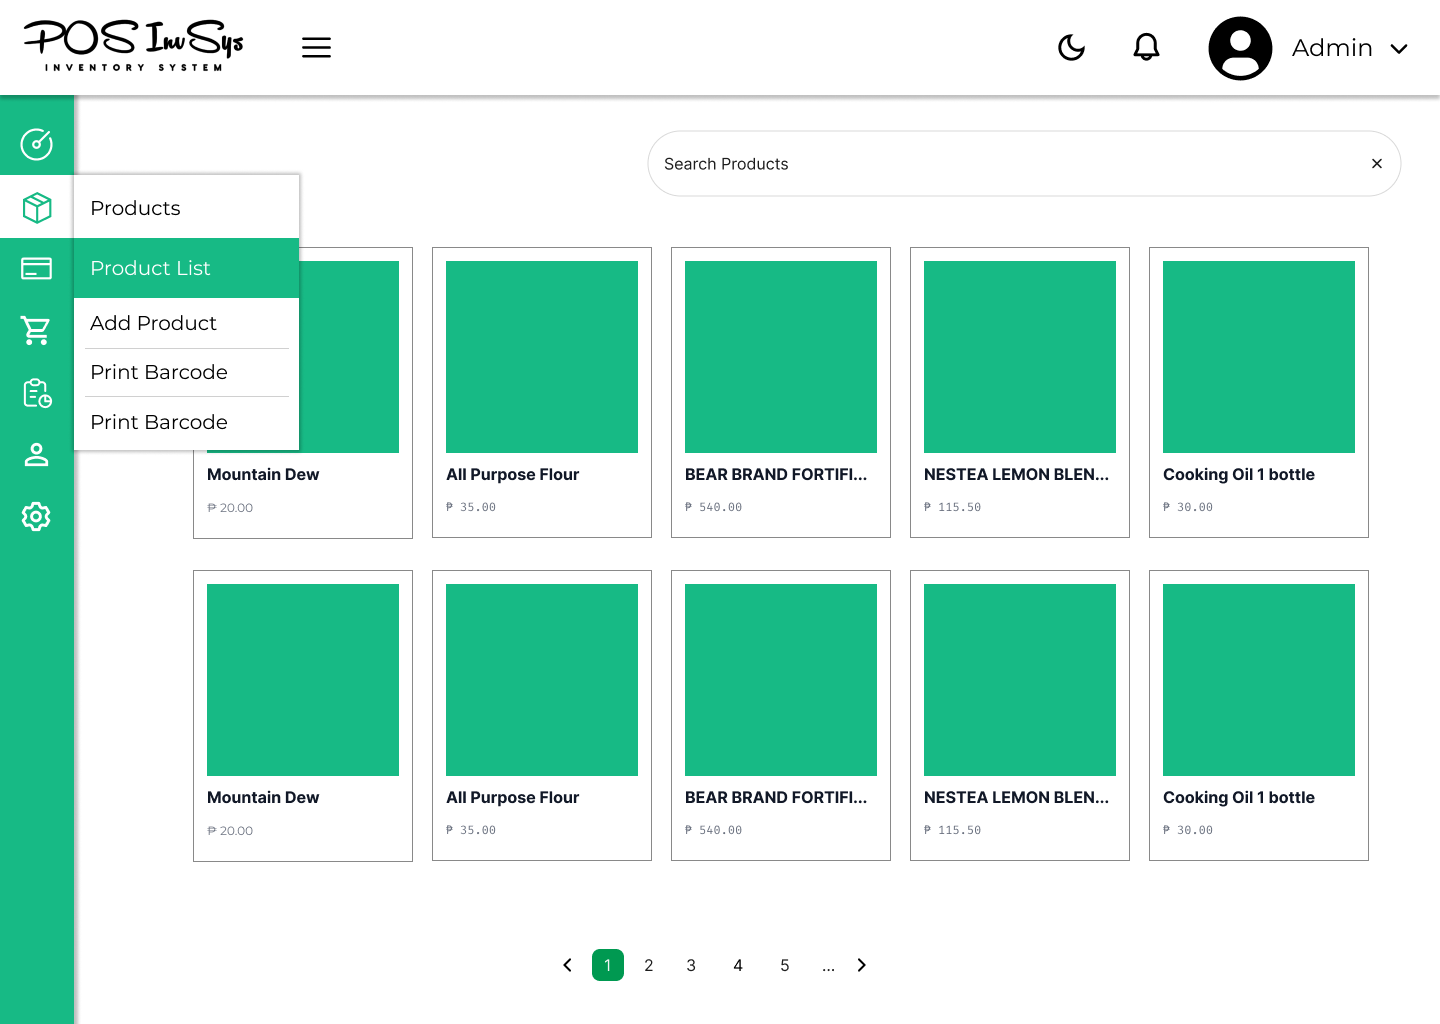 POS InvSys
INVENTORY SYSTEM
Admin
Search Products
Products
Product List
Add Product
Print Barcode
Print Barcode
Mountain Dew
₱ 20.00
All Purpose Flour
₱ 35.00
BEAR BRAND FORTIFI...
₱ 540.00
NESTEA LEMON BLEN...
₱ 115.50
Cooking Oil 1 bottle
₱ 30.00
Mountain Dew
₱ 20.00
All Purpose Flour
₱ 35.00
BEAR BRAND FORTIFI...
₱ 540.00
NESTEA LEMON BLEN...
₱ 115.50
Cooking Oil 1 bottle
₱ 30.00
1 2 3 4 5 ...